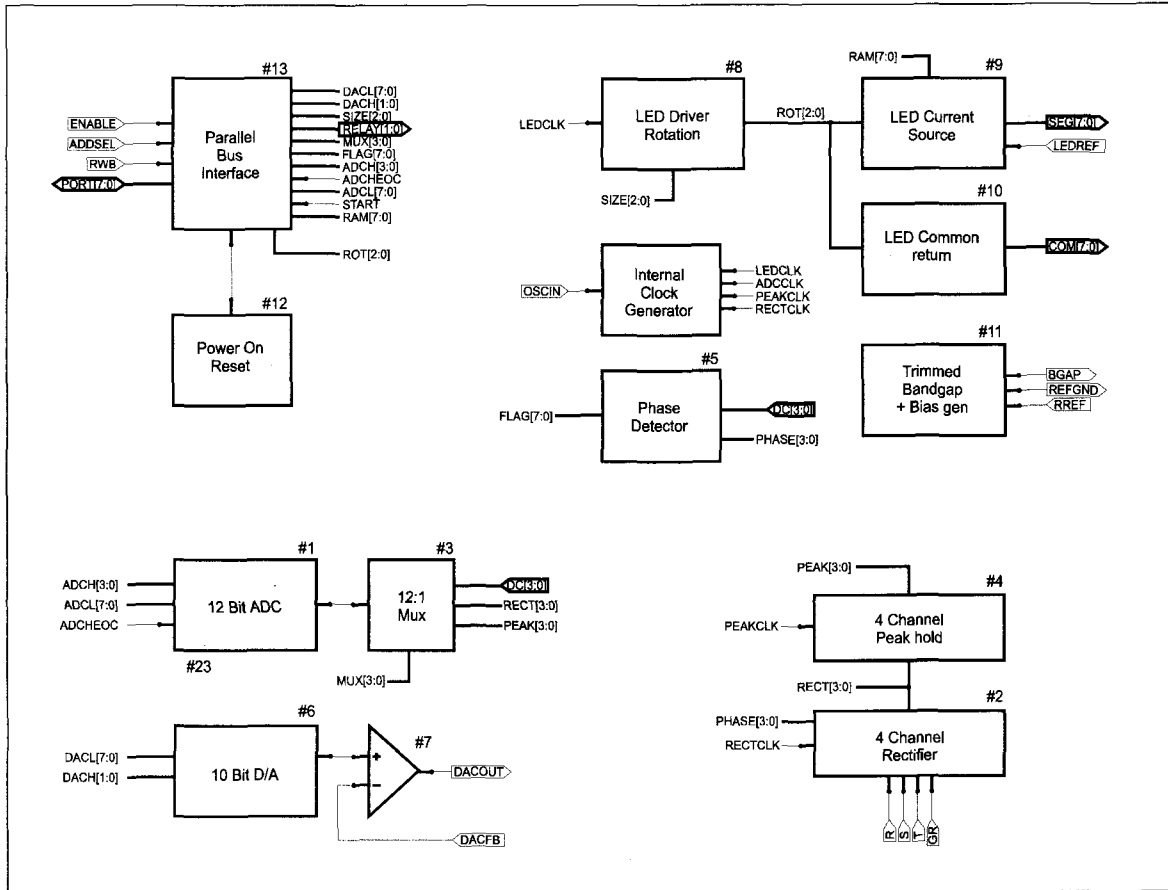 #13
Parallel
Bus
Interface
ENABLE
ADDSEL
RWB
PORT[7:0]
DACL[7:0]
DACH[1:0]
SIZE[2:0]
RELAY[1:0]
MUX[3:0]
FLAG[7:0]
ADCH[3:0]
ADCHEOC
ADCL[7:0]
START
RAM[7:0]
ROT[2:0]
#12
Power On
Reset
#8
LED Driver
Rotation
LEDCLK
SIZE[2:0]
ROT[2:0]
RAM[7:0]
#9
LED Current
Source
SEG[7:0]
LEDREF
#10
LED Common
return
COM[7:0]
Internal
Clock
Generator
OSCIN
LEDCLK
ADCCLK
PEAKCLK
RECTCLK
#11
Trimmed
Bandgap
+ Bias gen
BGAP
REFGND
RREF
#5
Phase
Detector
FLAG[7:0]
DC[3:0]
PHASE[3:0]
#1
12 Bit ADC
ADCH[3:0]
ADCL[7:0]
ADCHEOC
#23
#3
12:1
Mux
DC[3:0]
RECT[3:0]
PEAK[3:0]
MUX[3:0]
#6
10 Bit D/A
DACL[7:0]
DACH[1:0]
#7
+
−
DACOUT
DACFB
PEAK[3:0]
#4
4 Channel
Peak hold
PEAKCLK
RECT[3:0]
#2
4 Channel
Rectifier
PHASE[3:0]
RECTCLK
R
S
T
GR